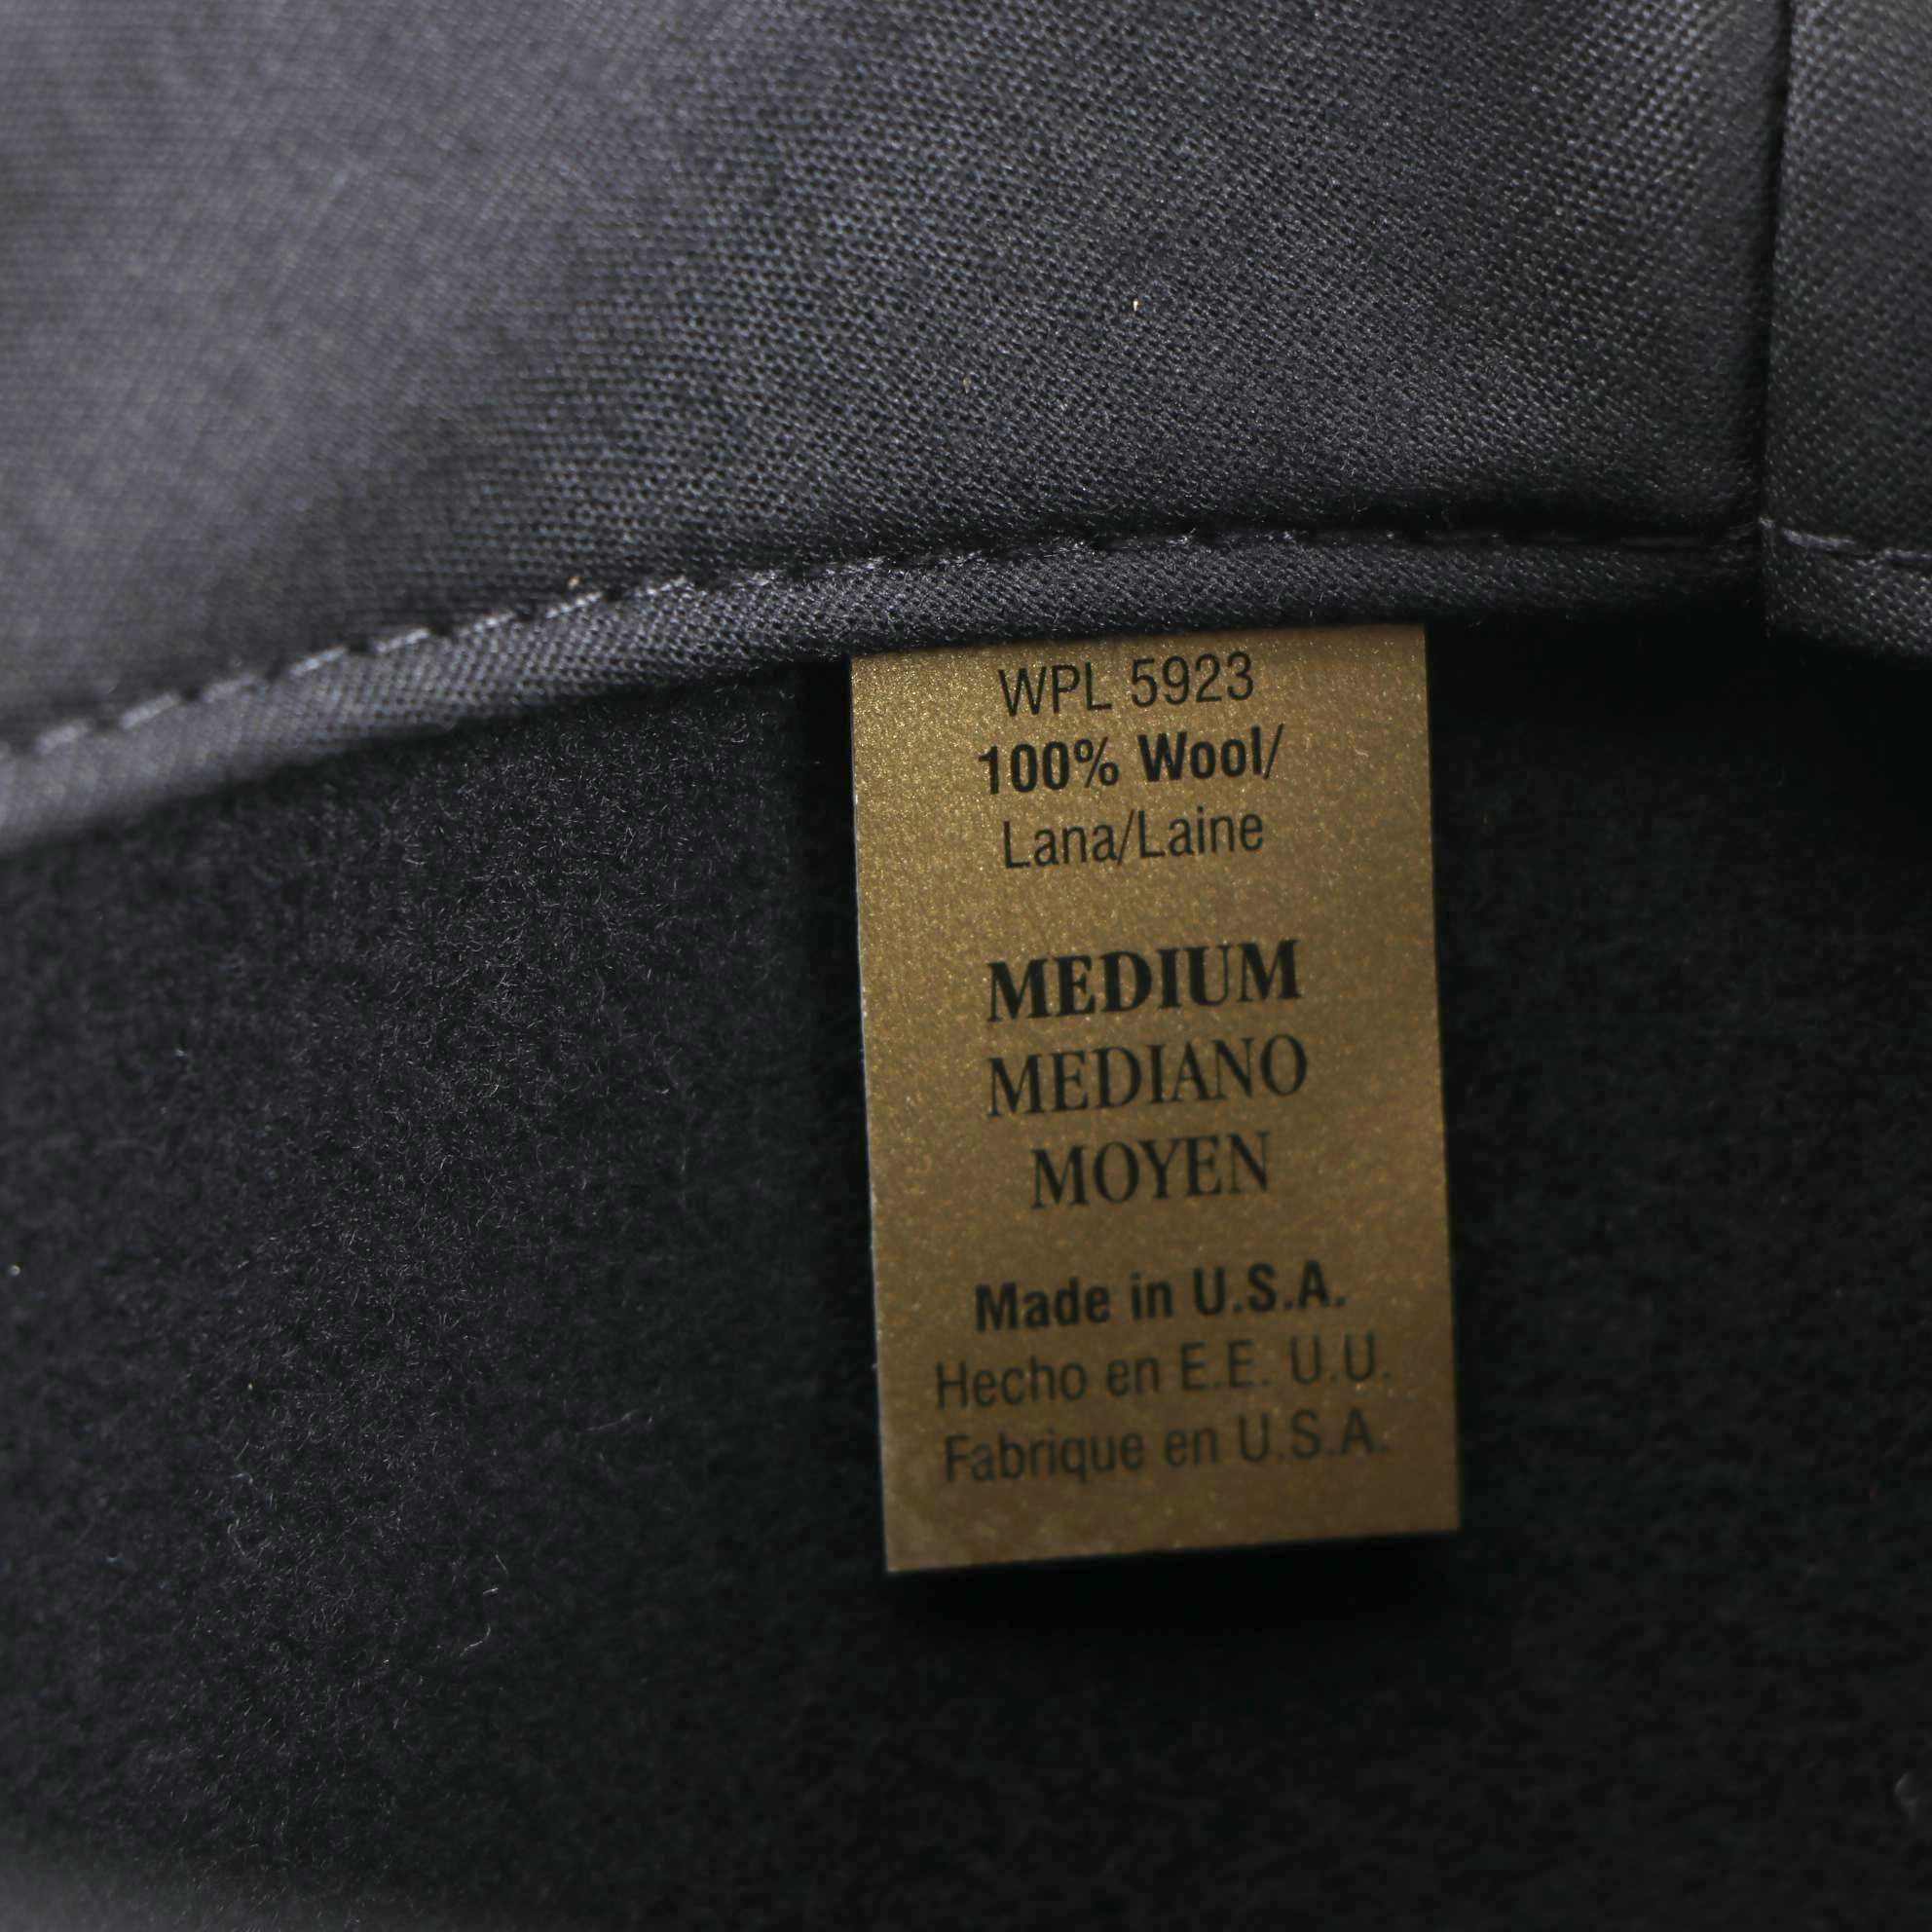 WPL 5923
100% Wool/
Lana/Laine
MEDIUM
MEDIANO
MOYEN
Made in U.S.A.
Hecho en E.E. U.U.
Fabrique en U.S.A.